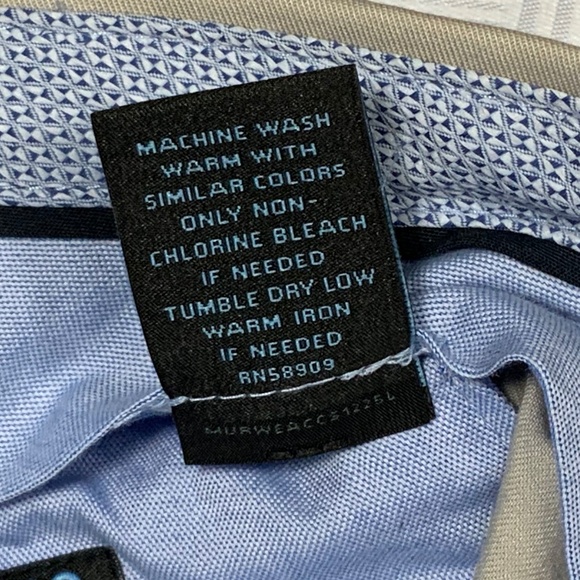 MACHINE WASH
WARM WITH
SIMILAR COLORS
ONLY NON-
CHLORINE BLEACH
IF NEEDED
TUMBLE DRY LOW
WARM IRON
IF NEEDED
RN58909